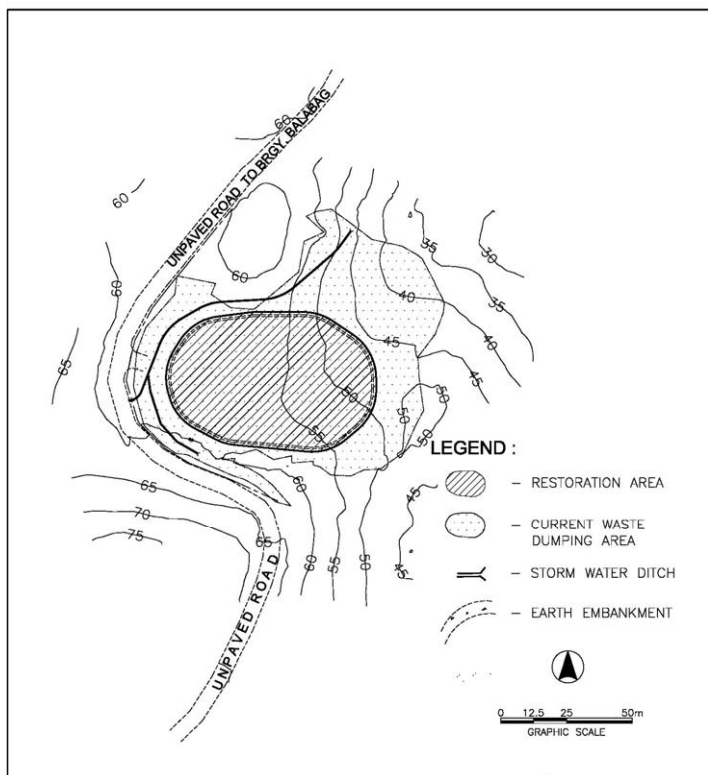 60
UNPAVED ROAD TO BRGY. BALABAG
60
60
60
35
30
35
40
40
45
45
65
50
50
50
55
LEGEND :
RESTORATION AREA
CURRENT WASTE
DUMPING AREA
STORM WATER DITCH
EARTH EMBANKMENT
65
70
75
65
60
60
55
50
45
45
UNPAVED ROAD
0 12.5 25 50m
GRAPHIC SCALE